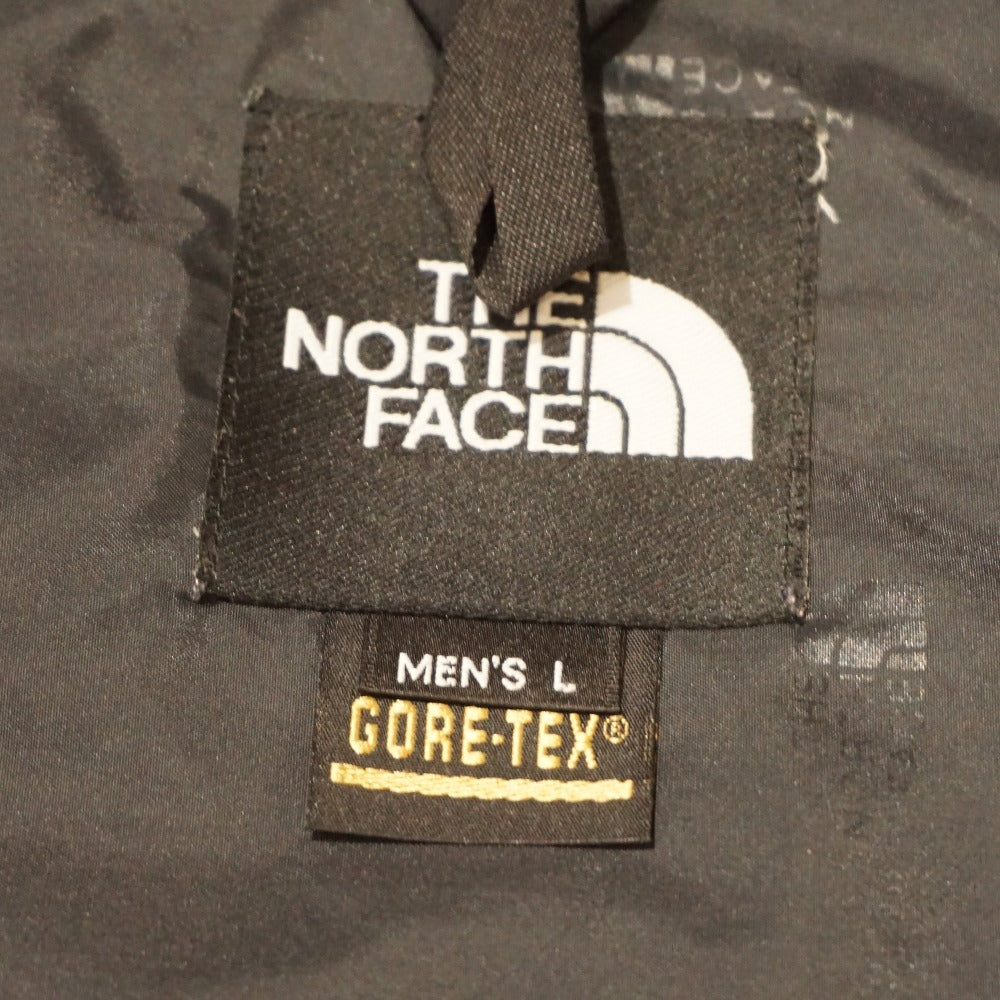 THE
NORTH
FACE
MEN'S L
GORE-TEX®